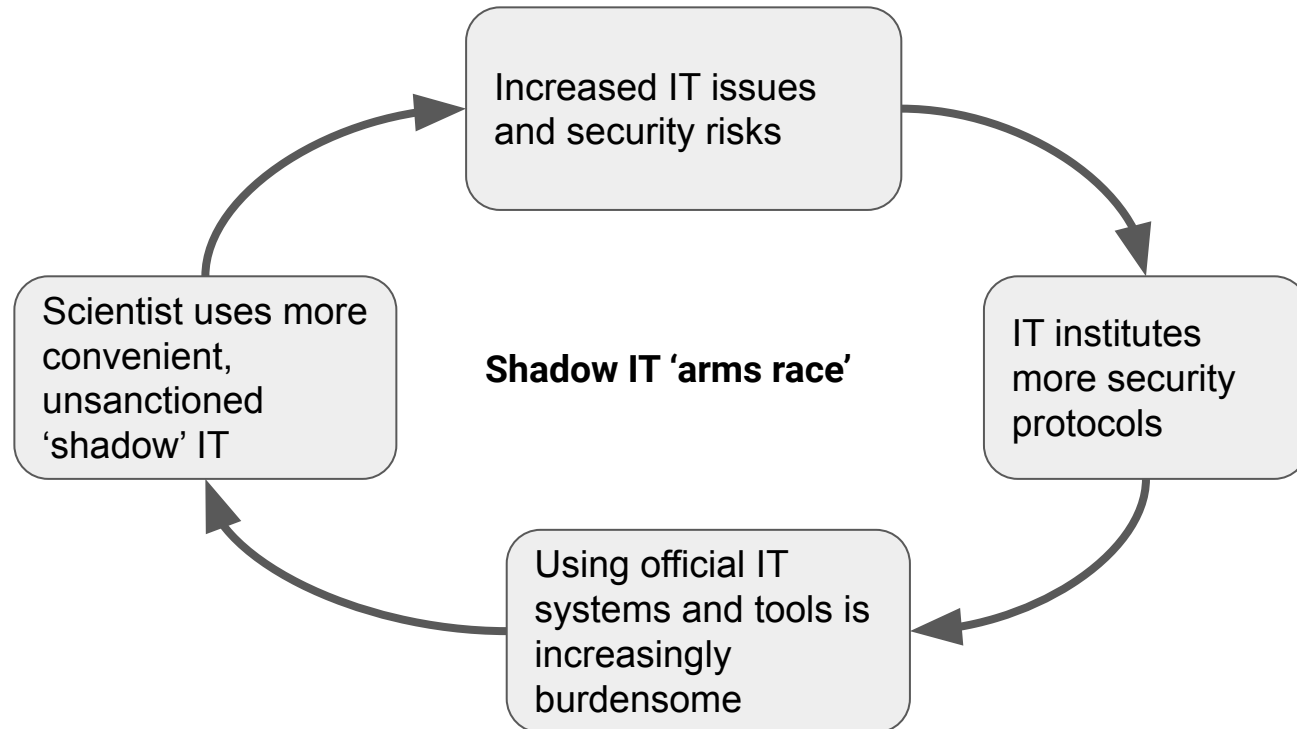 Increased IT issues
and security risks
IT institutes
more security
protocols
Using official IT
systems and tools is
increasingly
burdensome
Scientist uses more
convenient,
unsanctioned
‘shadow’ IT
Shadow IT ‘arms race’